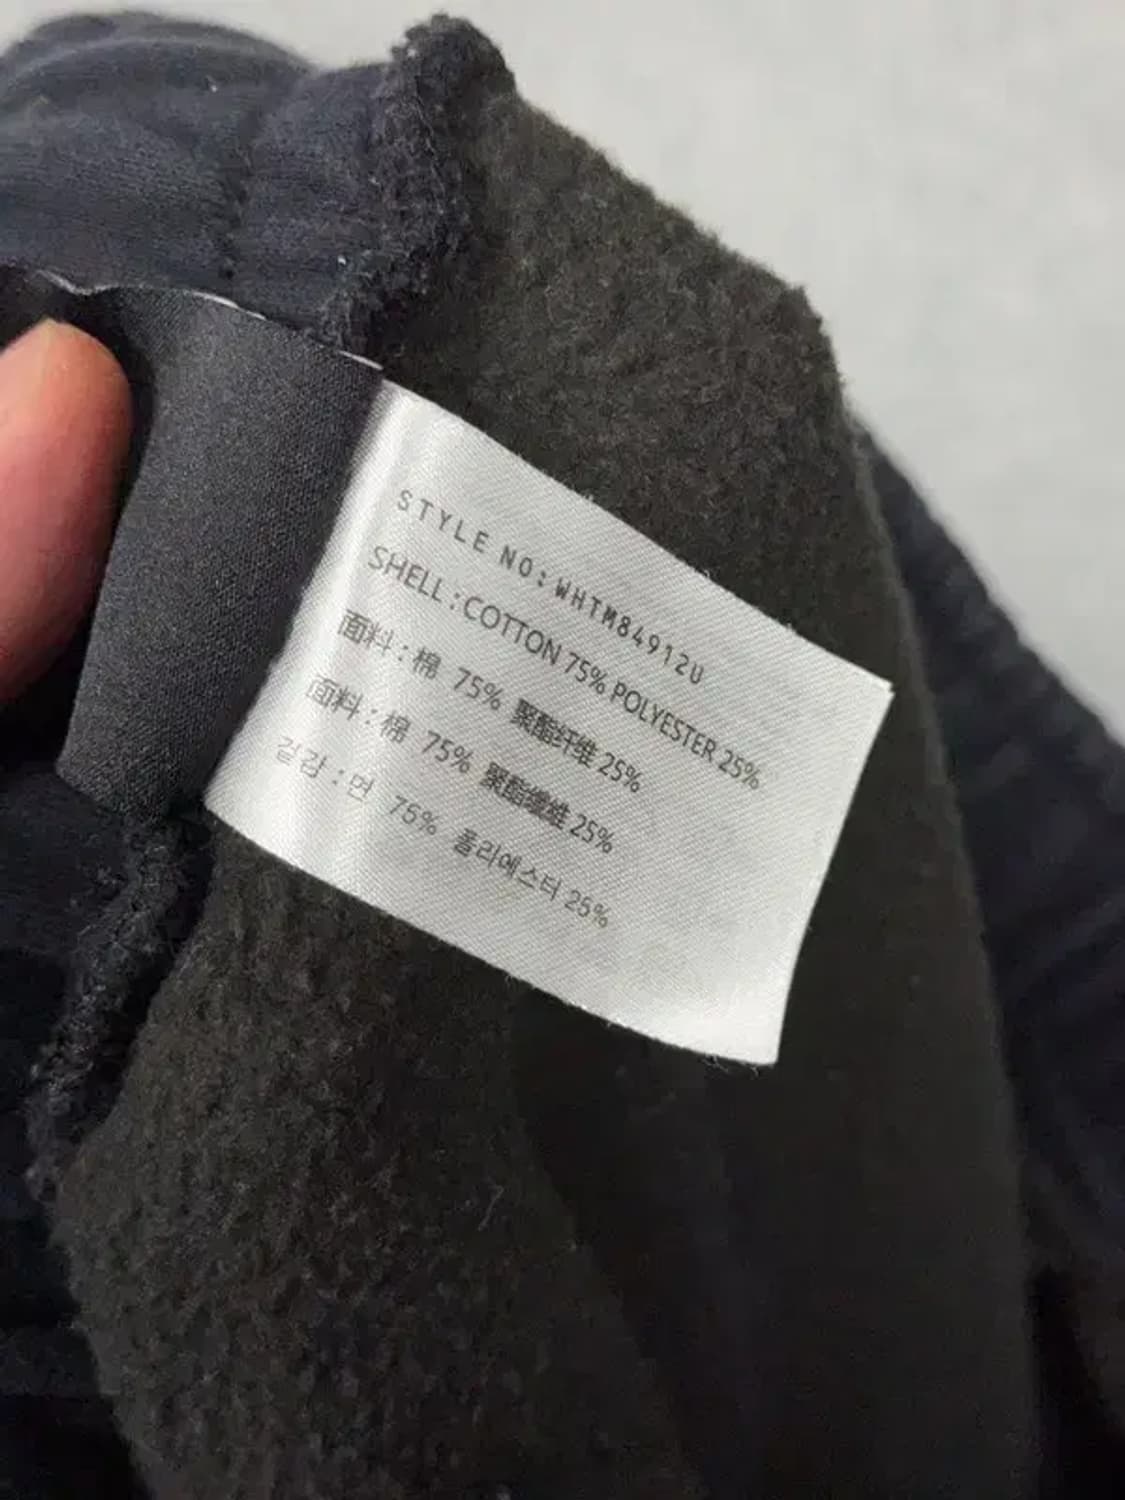 STYLE NO:WHTM84912U
SHELL:COTTON 75% POLYESTER 25%
面料:棉 75% 聚酯纤维 25%
面料:棉 75% 聚酯纖維 25%
겉감:면 75% 폴리에스터 25%